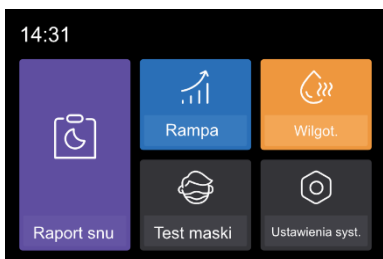 14:31
Rampa
Wilgot.
Raport snu
Test maski
Ustawienia syst.